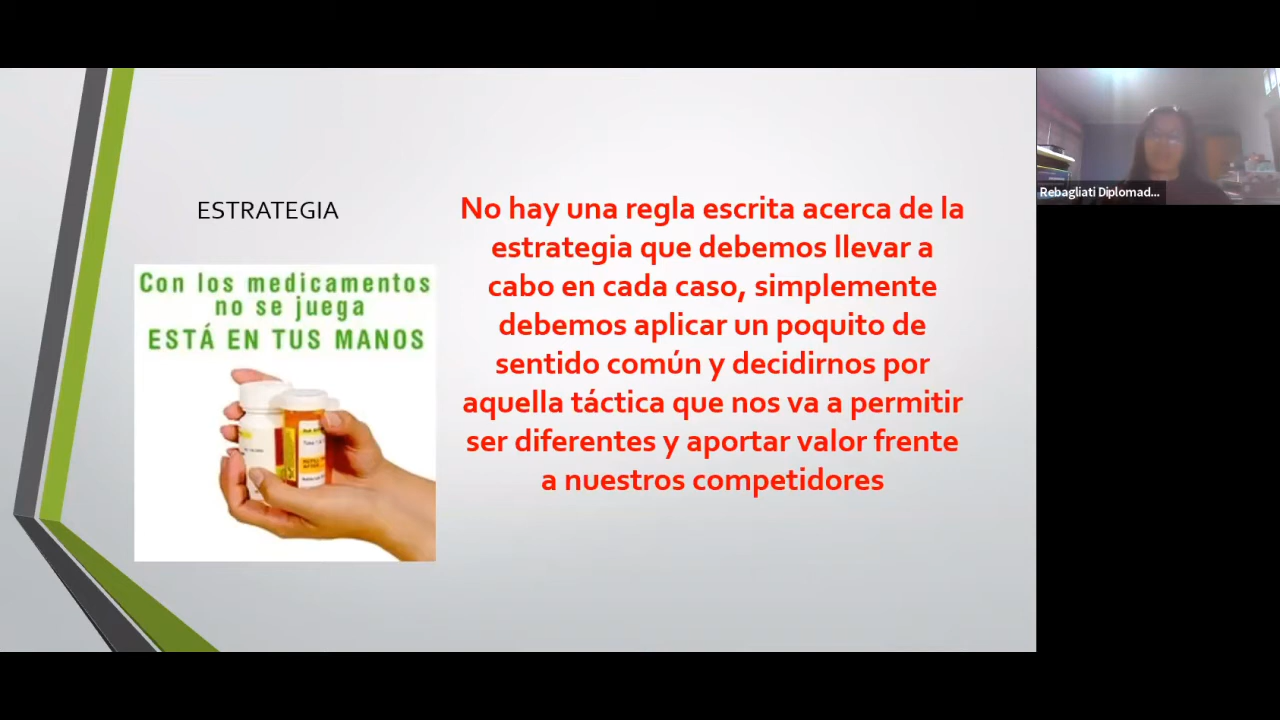 ESTRATEGIA
Con los medicamentos
no se juega
ESTÁ EN TUS MANOS
No hay una regla escrita acerca de la
estrategia que debemos llevar a
cabo en cada caso, simplemente
debemos aplicar un poquito de
sentido común y decidirnos por
aquella táctica que nos va a permitir
ser diferentes y aportar valor frente
a nuestros competidores
Rebagliati Diplomad...